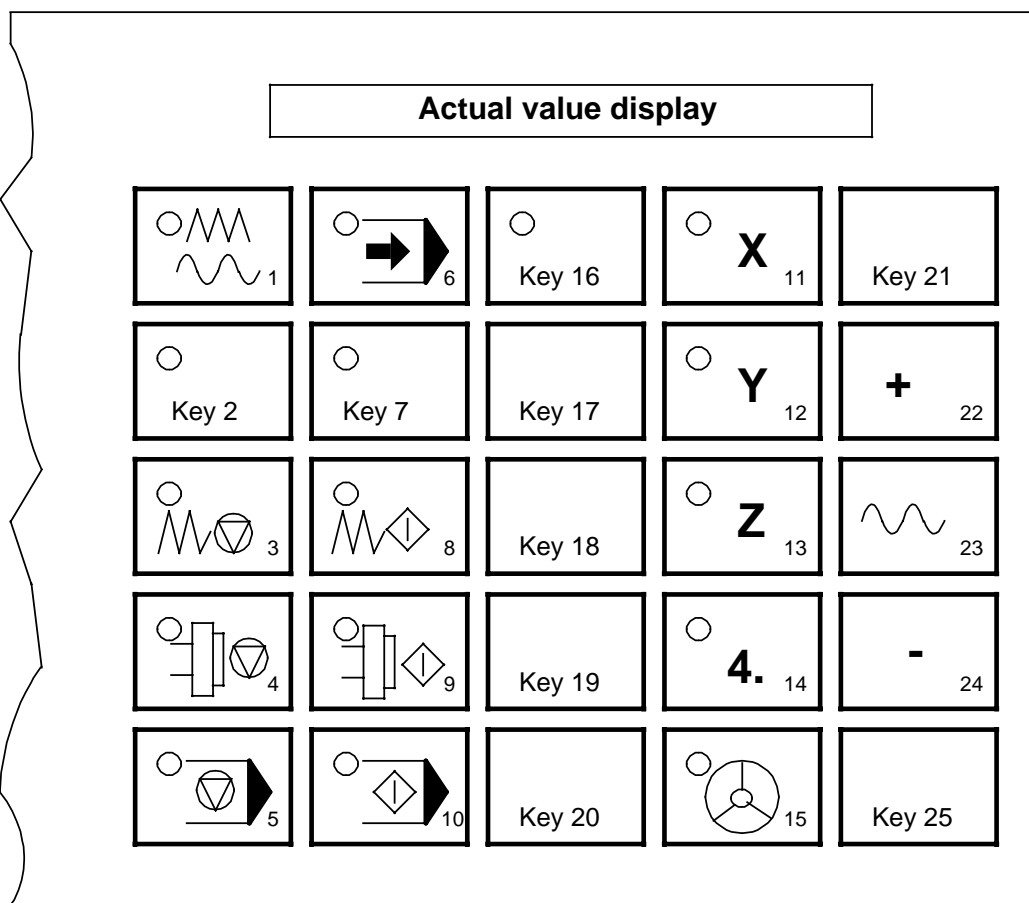 Actual value display
1
6
Key 16
X 11
Key 21
Key 2
Key 7
Key 17
Y 12
+ 22
3
8
Key 18
Z 13
23
4
9
Key 19
4. 14
- 24
5
10
Key 20
15
Key 25